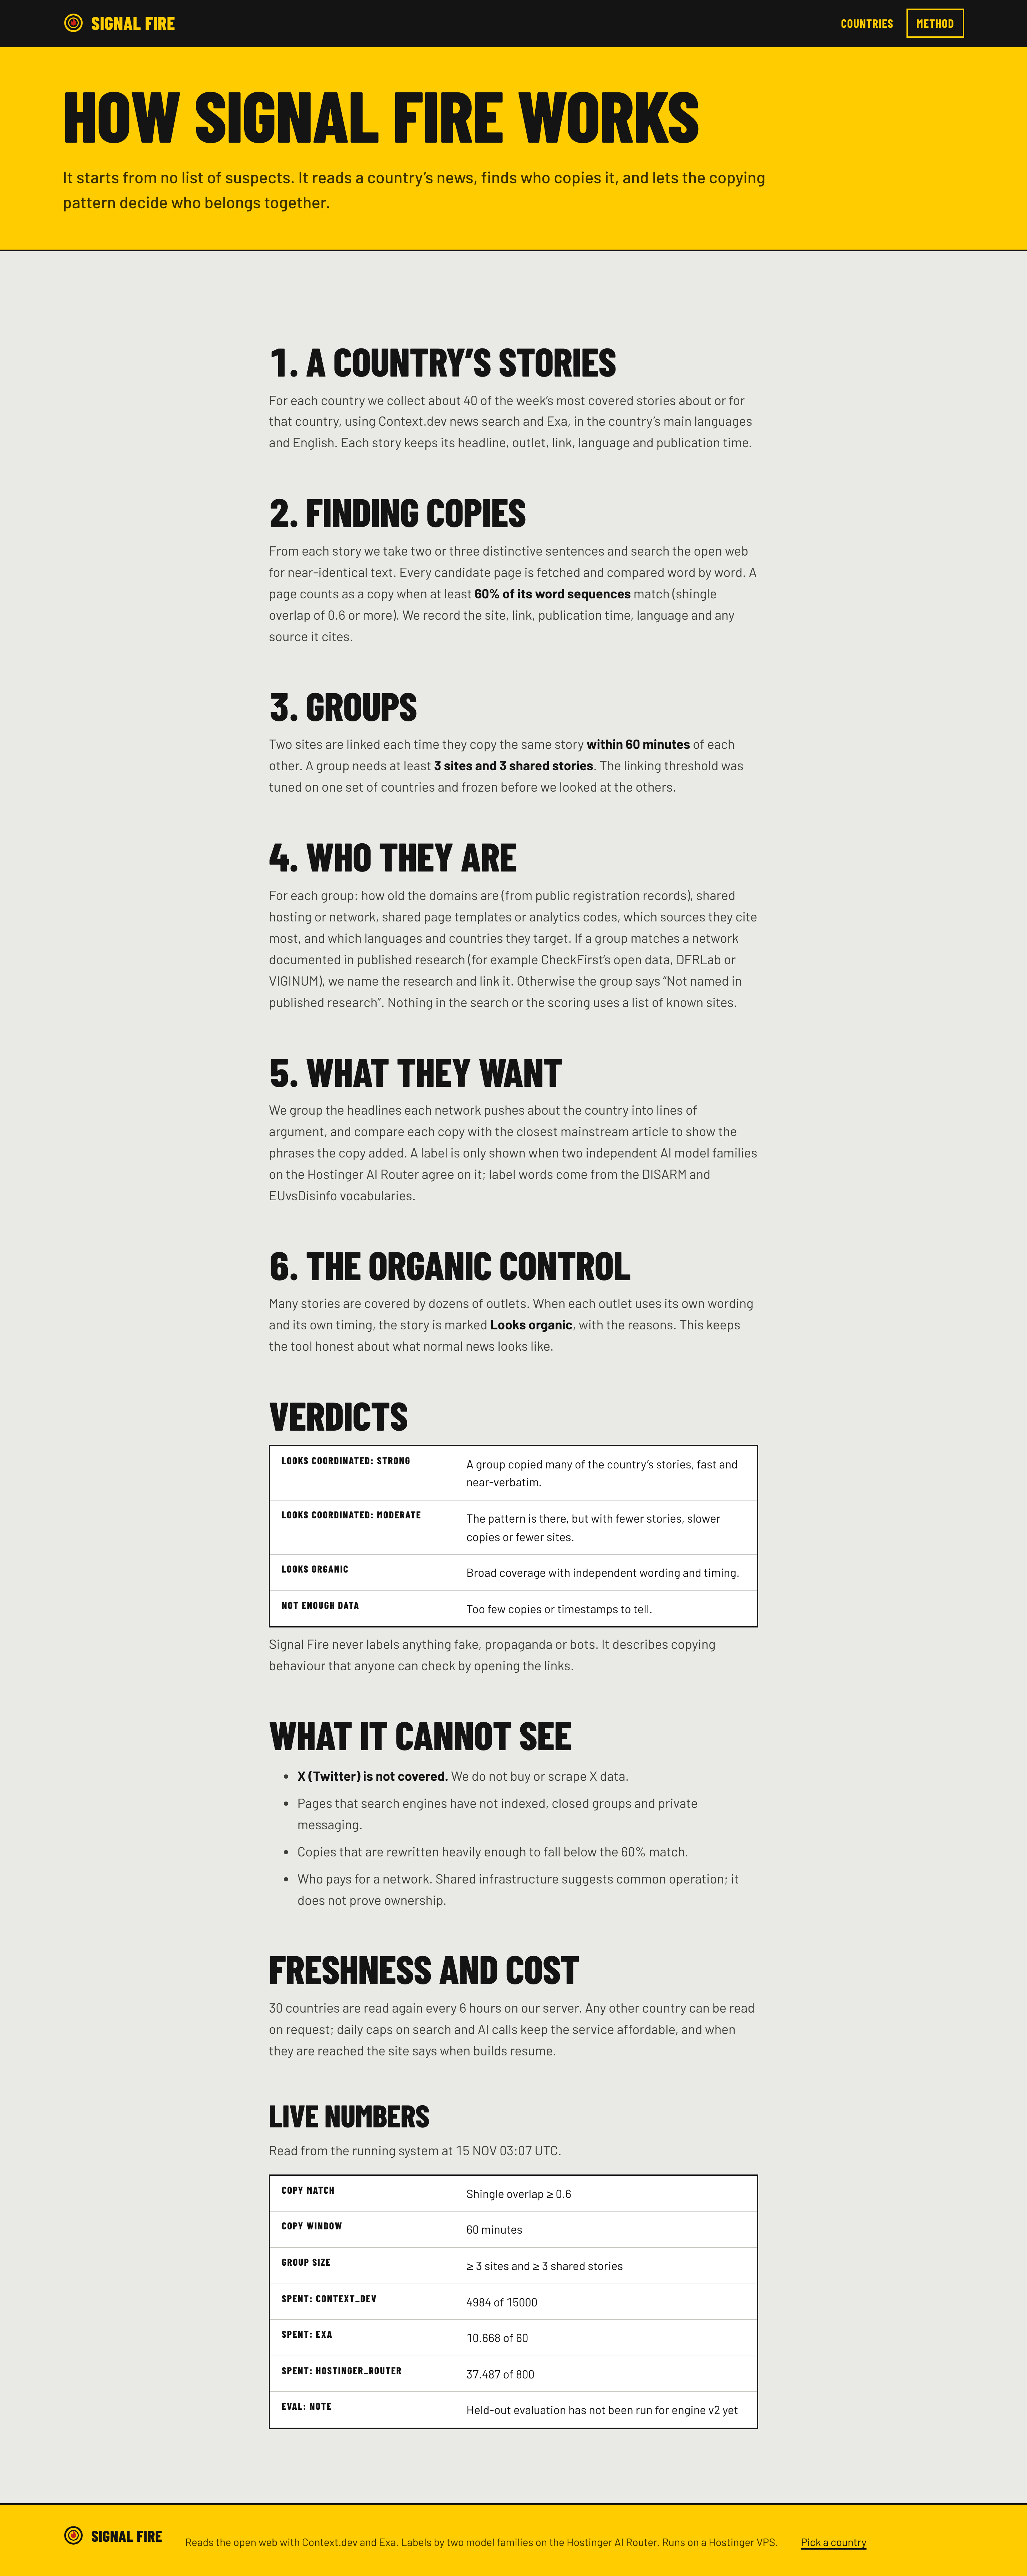 SIGNAL FIRE
COUNTRIES
METHOD
HOW SIGNAL FIRE WORKS
It starts from no list of suspects. It reads a country’s news, finds who copies it, and lets the copying
pattern decide who belongs together.
1. A COUNTRY’S STORIES
For each country we collect about 40 of the week’s most covered stories about or for
that country, using Context.dev news search and Exa, in the country’s main languages
and English. Each story keeps its headline, outlet, link, language and publication time.
2. FINDING COPIES
From each story we take two or three distinctive sentences and search the open web
for near-identical text. Every candidate page is fetched and compared word by word. A
page counts as a copy when at least 60% of its word sequences match (shingle
overlap of 0.6 or more). We record the site, link, publication time, language and any
source it cites.
3. GROUPS
Two sites are linked each time they copy the same story within 60 minutes of each
other. A group needs at least 3 sites and 3 shared stories. The linking threshold was
tuned on one set of countries and frozen before we looked at the others.
4. WHO THEY ARE
For each group: how old the domains are (from public registration records), shared
hosting or network, shared page templates or analytics codes, which sources they cite
most, and which languages and countries they target. If a group matches a network
documented in published research (for example CheckFirst’s open data, DFRLab or
VIGINUM), we name the research and link it. Otherwise the group says “Not named in
published research”. Nothing in the search or the scoring uses a list of known sites.
5. WHAT THEY WANT
We group the headlines each network pushes about the country into lines of
argument, and compare each copy with the closest mainstream article to show the
phrases the copy added. A label is only shown when two independent AI model families
on the Hostinger AI Router agree on it; label words come from the DISARM and
EUvsDisinfo vocabularies.
6. THE ORGANIC CONTROL
Many stories are covered by dozens of outlets. When each outlet uses its own wording
and its own timing, the story is marked Looks organic, with the reasons. This keeps
the tool honest about what normal news looks like.
VERDICTS
LOOKS COORDINATED: STRONG
A group copied many of the country’s stories, fast and
near-verbatim.
LOOKS COORDINATED: MODERATE
The pattern is there, but with fewer stories, slower
copies or fewer sites.
LOOKS ORGANIC
Broad coverage with independent wording and timing.
NOT ENOUGH DATA
Too few copies or timestamps to tell.
Signal Fire never labels anything fake, propaganda or bots. It describes copying
behaviour that anyone can check by opening the links.
WHAT IT CANNOT SEE
• X (Twitter) is not covered. We do not buy or scrape X data.
• Pages that search engines have not indexed, closed groups and private
messaging.
• Copies that are rewritten heavily enough to fall below the 60% match.
• Who pays for a network. Shared infrastructure suggests common operation; it
does not prove ownership.
FRESHNESS AND COST
30 countries are read again every 6 hours on our server. Any other country can be read
on request; daily caps on search and AI calls keep the service affordable, and when
they are reached the site says when builds resume.
LIVE NUMBERS
Read from the running system at 15 NOV 03:07 UTC.
COPY MATCH
Shingle overlap ≥ 0.6
COPY WINDOW
60 minutes
GROUP SIZE
≥ 3 sites and ≥ 3 shared stories
SPENT: CONTEXT_DEV
4984 of 15000
SPENT: EXA
10.668 of 60
SPENT: HOSTINGER_ROUTER
37.487 of 800
EVAL: NOTE
Held-out evaluation has not been run for engine v2 yet
SIGNAL FIRE
Reads the open web with Context.dev and Exa. Labels by two model families on the Hostinger AI Router. Runs on a Hostinger VPS.
Pick a country